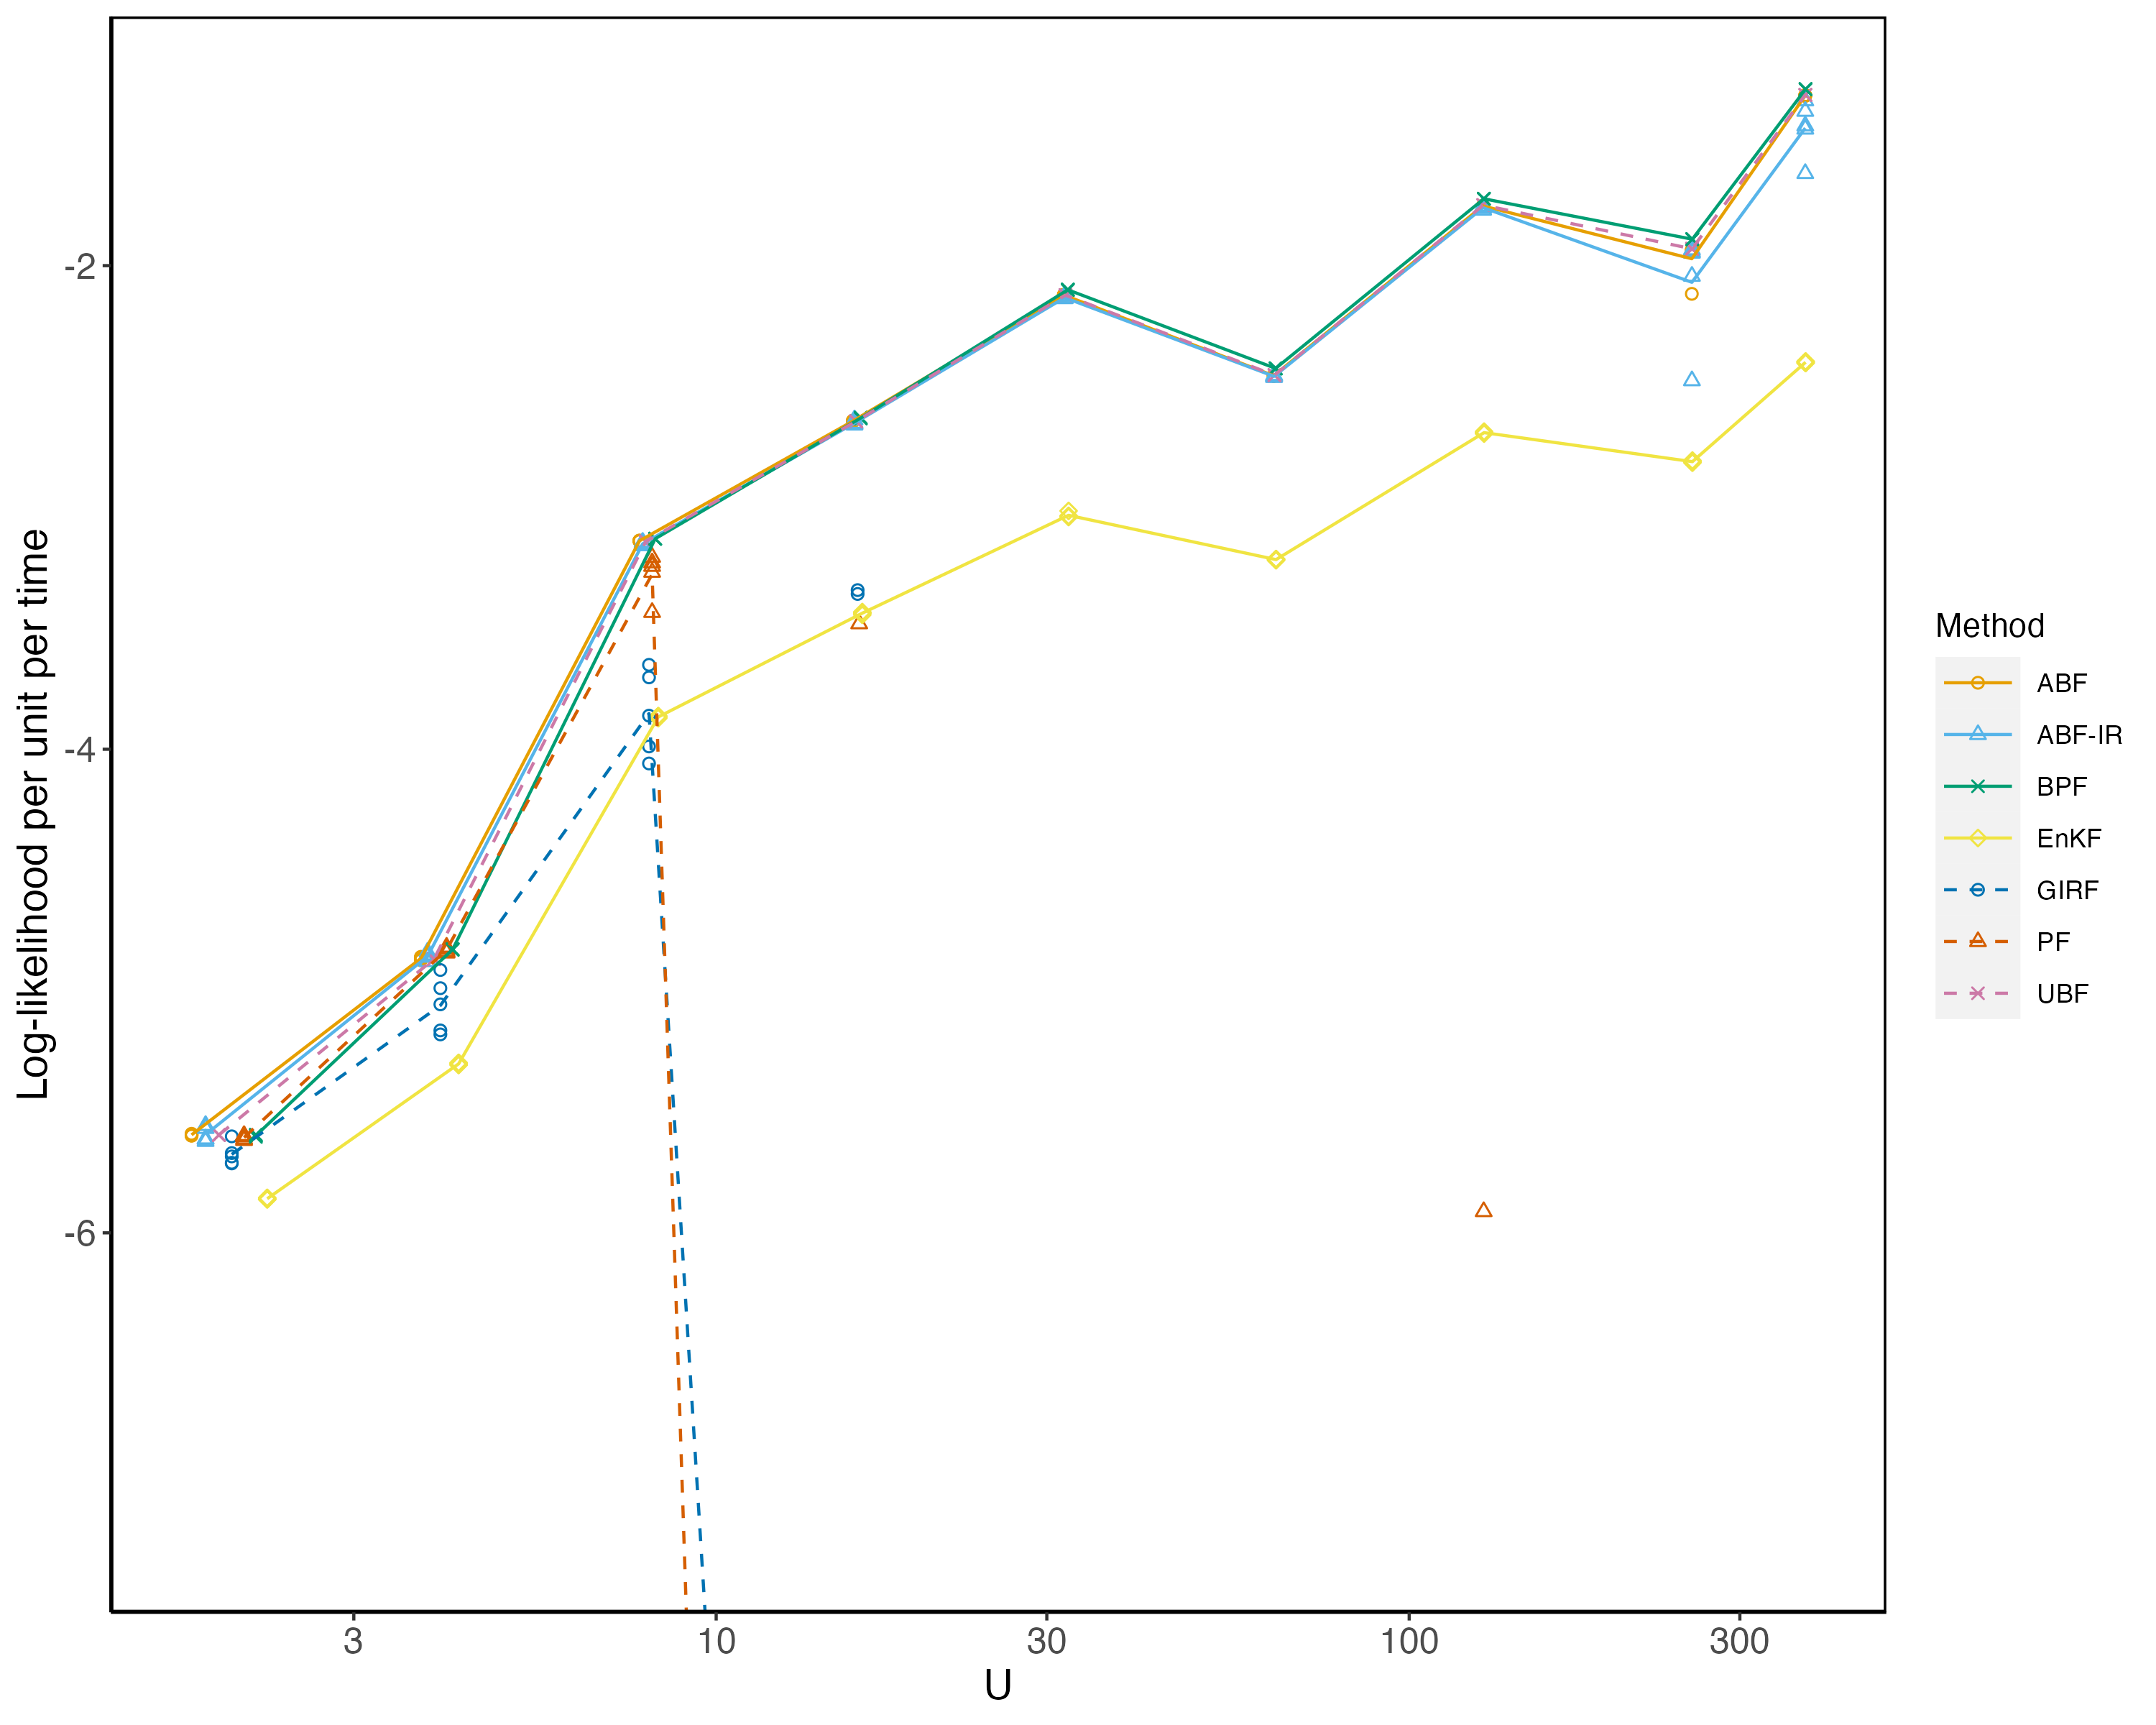 Log-likelihood per unit per time
-2
-4
-6
3
10
30
100
300
U
Method
ABF
ABF-IR
BPF
EnKF
GIRF
PF
UBF